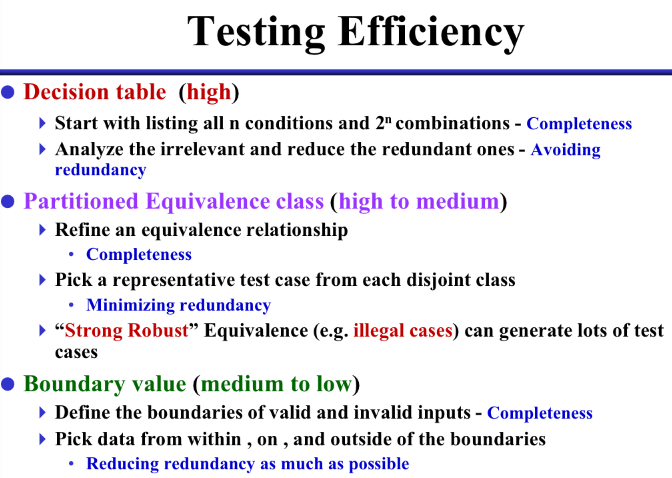 Testing Efficiency
Decision table (high)
Start with listing all n conditions and 2ⁿ combinations - Completeness
Analyze the irrelevant and reduce the redundant ones - Avoiding
redundancy
Partitioned Equivalence class (high to medium)
Refine an equivalence relationship
• Completeness
Pick a representative test case from each disjoint class
• Minimizing redundancy
“Strong Robust” Equivalence (e.g. illegal cases) can generate lots of test
cases
Boundary value (medium to low)
Define the boundaries of valid and invalid inputs - Completeness
Pick data from within , on , and outside of the boundaries
• Reducing redundancy as much as possible